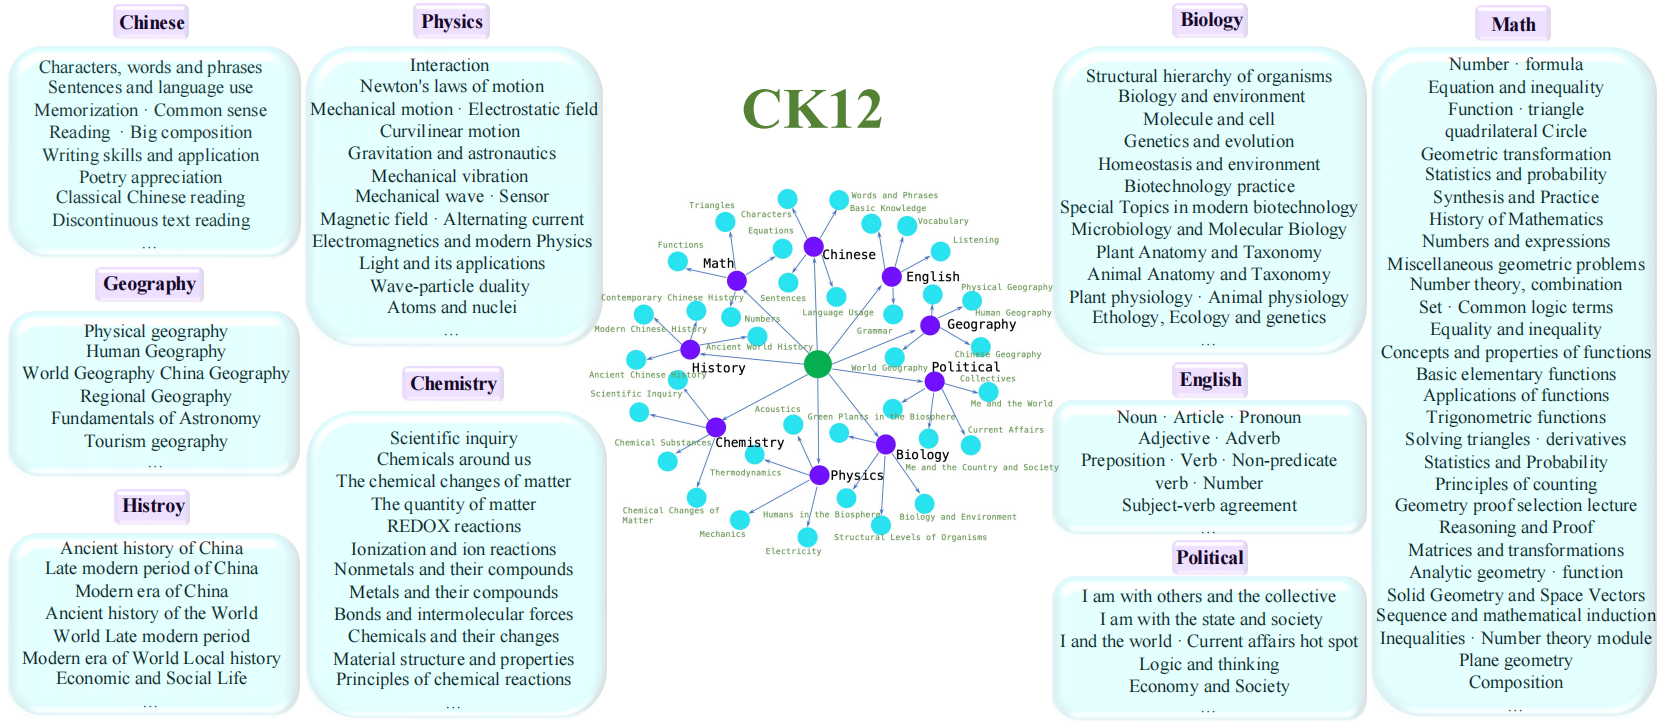 Chinese
Characters, words and phrases
Sentences and language use
Memorization · Common sense
Reading · Big composition
Writing skills and application
Poetry appreciation
Classical Chinese reading
Discontinuous text reading
...
Geography
Physical geography
Human Geography
World Geography China Geography
Regional Geography
Fundamentals of Astronomy
Tourism geography
...
Histroy
Ancient history of China
Late modern period of China
Modern era of China
Ancient history of the World
World Late modern period
Modern era of World Local history
Economic and Social Life
...
Physics
Interaction
Newton's laws of motion
Mechanical motion · Electrostatic field
Curvilinear motion
Gravitation and astronautics
Mechanical vibration
Mechanical wave · Sensor
Magnetic field · Alternating current
Electromagnetics and modern Physics
Light and its applications
Wave-particle duality
Atoms and nuclei
...
Chemistry
Scientific inquiry
Chemicals around us
The chemical changes of matter
The quantity of matter
REDOX reactions
Ionization and ion reactions
Nonmetals and their compounds
Metals and their compounds
Bonds and intermolecular forces
Chemicals and their changes
Material structure and properties
Principles of chemical reactions
...
CK12
Words and Phrases
Triangles
Characters
Basic Knowledge
Vocabulary
Equations
Listening
Functions
Chinese
Math
English
Physical Geography
Contemporary Chinese History
Sentences
Language Usage
Human Geography
Numbers
Geography
Modern Chinese History
Grammar
Ancient World History
Chinese Geography
History
World Geography
Political
Ancient Chinese History
Collectives
Scientific Inquiry
Me and the World
Acoustics
Green Plants in the Biosphere
Current Affairs
Chemical Substances
Chemistry
Biology
Me and the Country and Society
Thermodynamics
Physics
Chemical Changes of
Matter
Humans in the Biosphere
Biology and Environment
Mechanics
Structural Levels of Organisms
Electricity
Biology
Structural hierarchy of organisms
Biology and environment
Molecule and cell
Genetics and evolution
Homeostasis and environment
Biotechnology practice
Special Topics in modern biotechnology
Microbiology and Molecular Biology
Plant Anatomy and Taxonomy
Animal Anatomy and Taxonomy
Plant physiology · Animal physiology
Ethology, Ecology and genetics
...
English
Noun · Article · Pronoun
Adjective · Adverb
Preposition · Verb · Non-predicate
verb · Number
Subject-verb agreement
...
Political
I am with others and the collective
I am with the state and society
I and the world · Current affairs hot spot
Logic and thinking
Economy and Society
...
Math
Number · formula
Equation and inequality
Function · triangle
quadrilateral Circle
Geometric transformation
Statistics and probability
Synthesis and Practice
History of Mathematics
Numbers and expressions
Miscellaneous geometric problems
Number theory, combination
Set · Common logic terms
Equality and inequality
Concepts and properties of functions
Basic elementary functions
Applications of functions
Trigonometric functions
Solving triangles · derivatives
Statistics and Probability
Principles of counting
Geometry proof selection lecture
Reasoning and Proof
Matrices and transformations
Analytic geometry · function
Solid Geometry and Space Vectors
Sequence and mathematical induction
Inequalities · Number theory module
Plane geometry
Composition
...